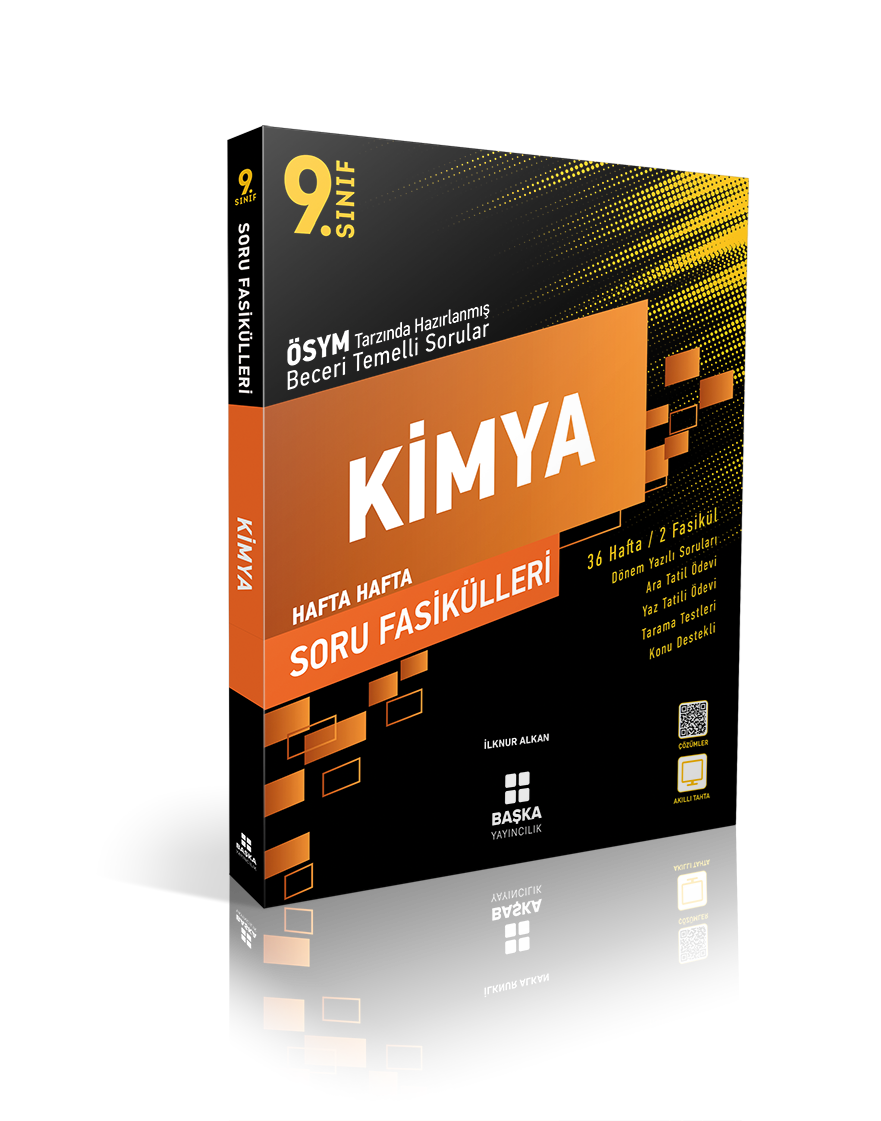 9.
SINIF
SORU FASİKÜLLERİ
KİMYA
BAŞKA
YAYINCILIK
9.
SINIF
ÖSYM Tarzında Hazırlanmış
Beceri Temelli Sorular
KİMYA
HAFTA HAFTA
SORU FASİKÜLLERİ
36 Hafta / 2 Fasikül
Dönem Yazılı Soruları
Ara Tatil Ödevi
Yaz Tatili Ödevi
Tarama Testleri
Konu Destekli
ÇÖZÜMLER
AKILLI TAHTA
İLKNUR ALKAN
BAŞKA
YAYINCILIK